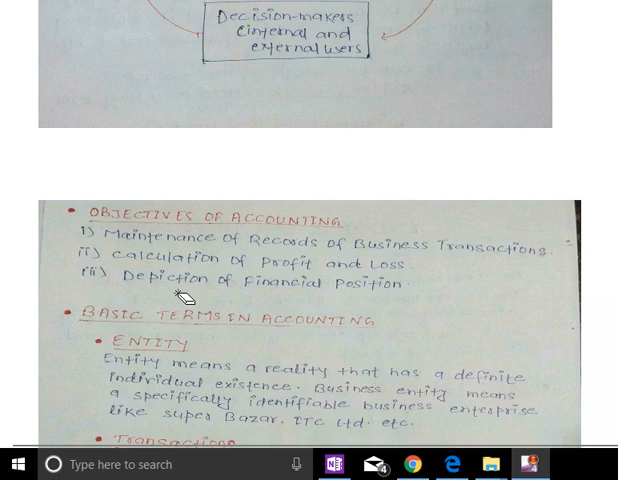 Decision-makers
(internal and
external users
• OBJECTIVES OF ACCOUNTING
i) Maintenance of Records of Business Transactions.
ii) Calculation of Profit and Loss
iii) Depiction of Financial Position.
• BASIC TERMS IN ACCOUNTING
• ENTITY
Entity means a reality that has a definite
individual existence. Business entity means
a specifically identifiable business enterprise
like Super Bazar, ITC Ltd. etc.
• Transactions
Type here to search
N
4